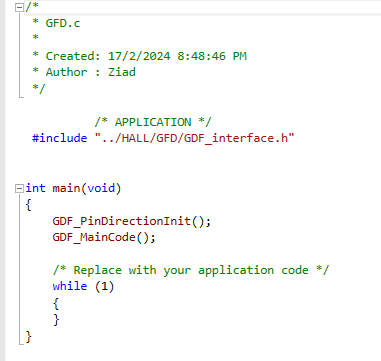 /*
 * GFD.c
 *
 * Created: 17/2/2024 8:48:46 PM
 * Author : Ziad
 */
/* APPLICATION */
#include "../HALL/GFD/GDF_interface.h"
int main(void)
{
GDF_PinDirectionInit();
GDF_MainCode();
/* Replace with your application code */
while (1)
{
}
}